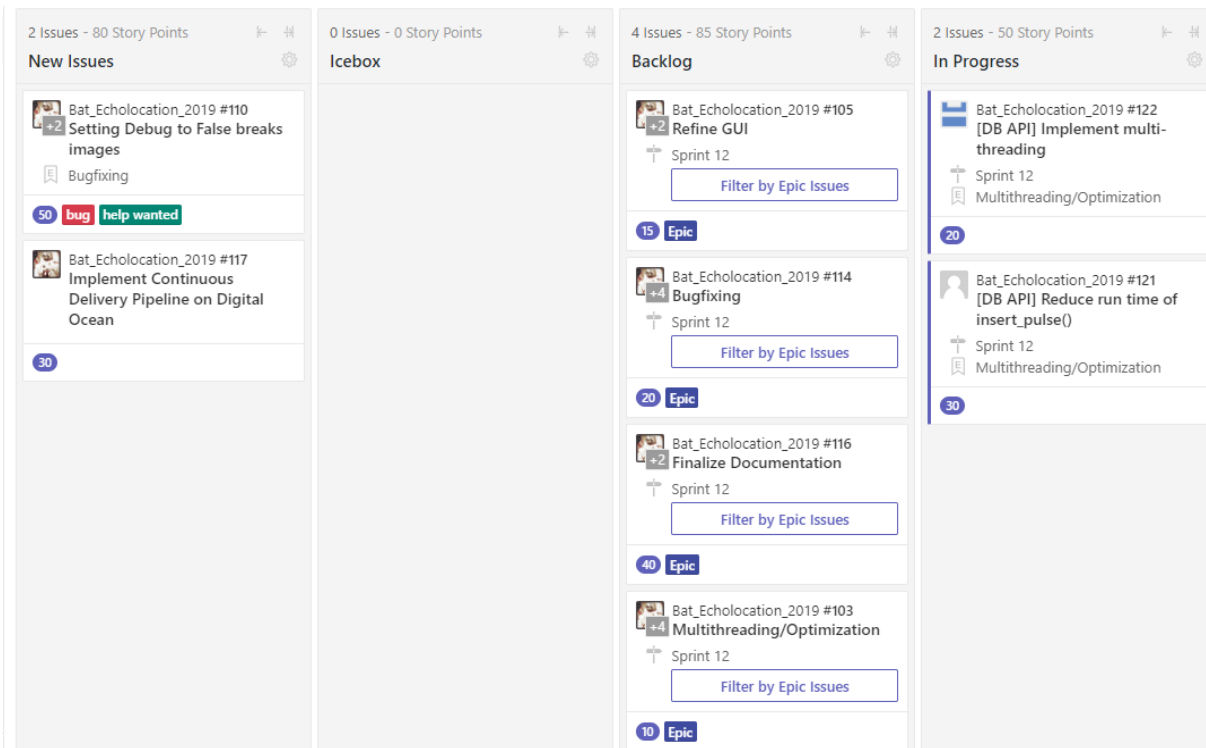 2 Issues - 80 Story Points
New Issues
Bat_Echolocation_2019 #110
+2
Setting Debug to False breaks
images
E
Bugfixing
50 bug help wanted
Bat_Echolocation_2019 #117
Implement Continuous
Delivery Pipeline on Digital
Ocean
30
0 Issues - 0 Story Points
Icebox
4 Issues - 85 Story Points
Backlog
Bat_Echolocation_2019 #105
+2
Refine GUI
Sprint 12
Filter by Epic Issues
15 Epic
Bat_Echolocation_2019 #114
+4
Bugfixing
Sprint 12
Filter by Epic Issues
20 Epic
Bat_Echolocation_2019 #116
+2
Finalize Documentation
Sprint 12
Filter by Epic Issues
40 Epic
Bat_Echolocation_2019 #103
+4
Multithreading/Optimization
Sprint 12
Filter by Epic Issues
10 Epic
2 Issues - 50 Story Points
In Progress
Bat_Echolocation_2019 #122
[DB API] Implement multi-
threading
Sprint 12
E
Multithreading/Optimization
20
Bat_Echolocation_2019 #121
[DB API] Reduce run time of
insert_pulse()
Sprint 12
E
Multithreading/Optimization
30